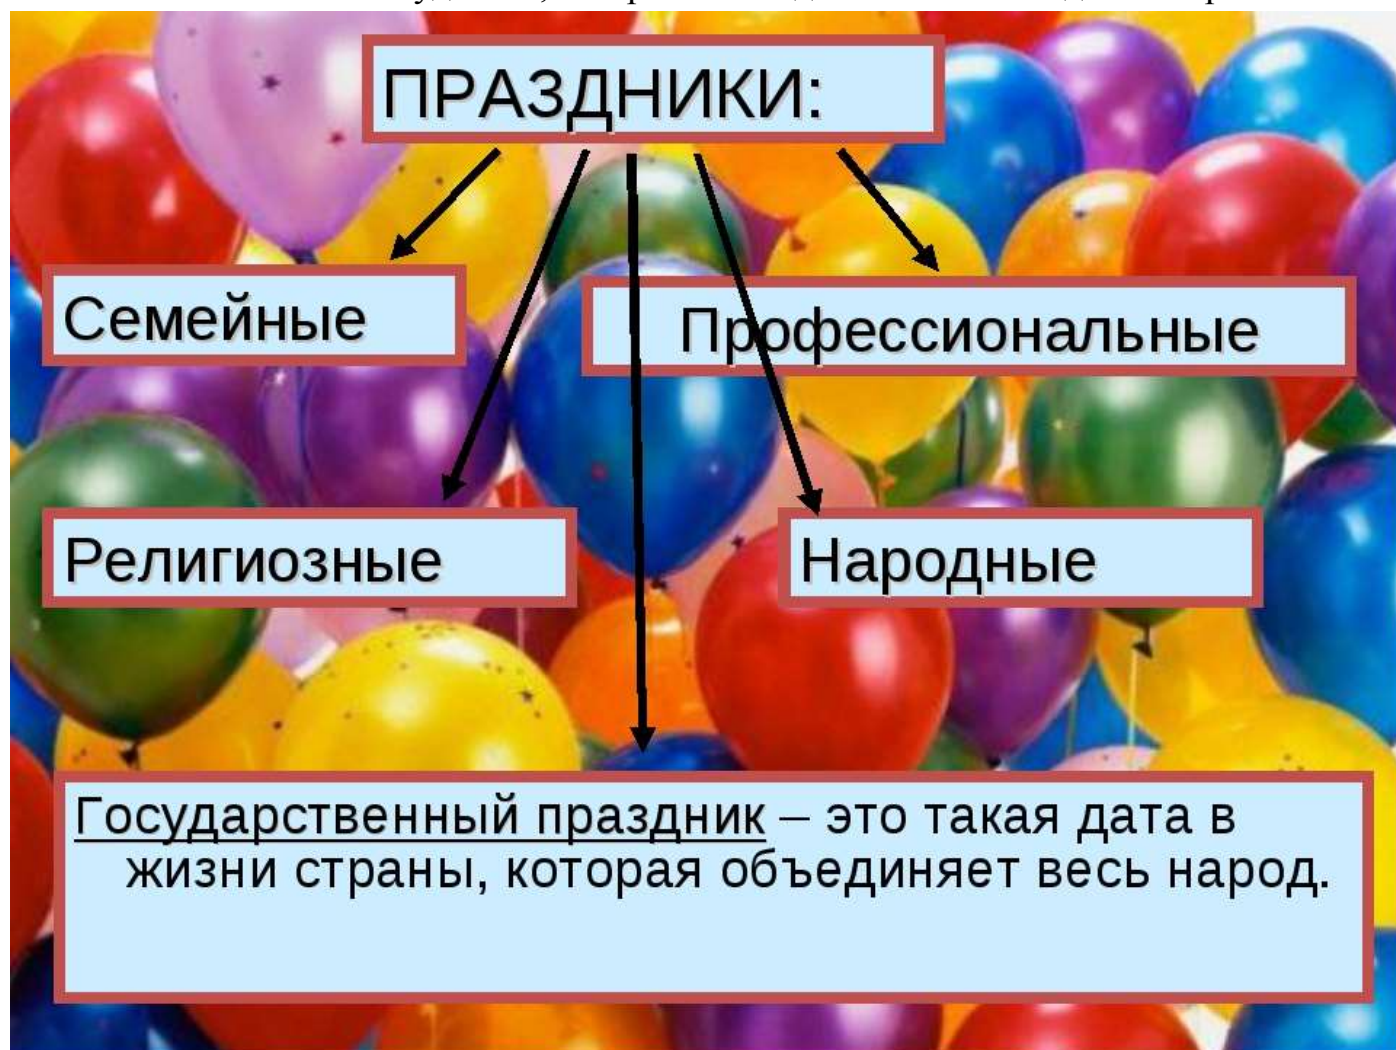 ПРАЗДНИКИ:
Семейные
Профессиональные
Религиозные
Народные
Государственный праздник – это такая дата в
жизни страны, которая объединяет весь народ.